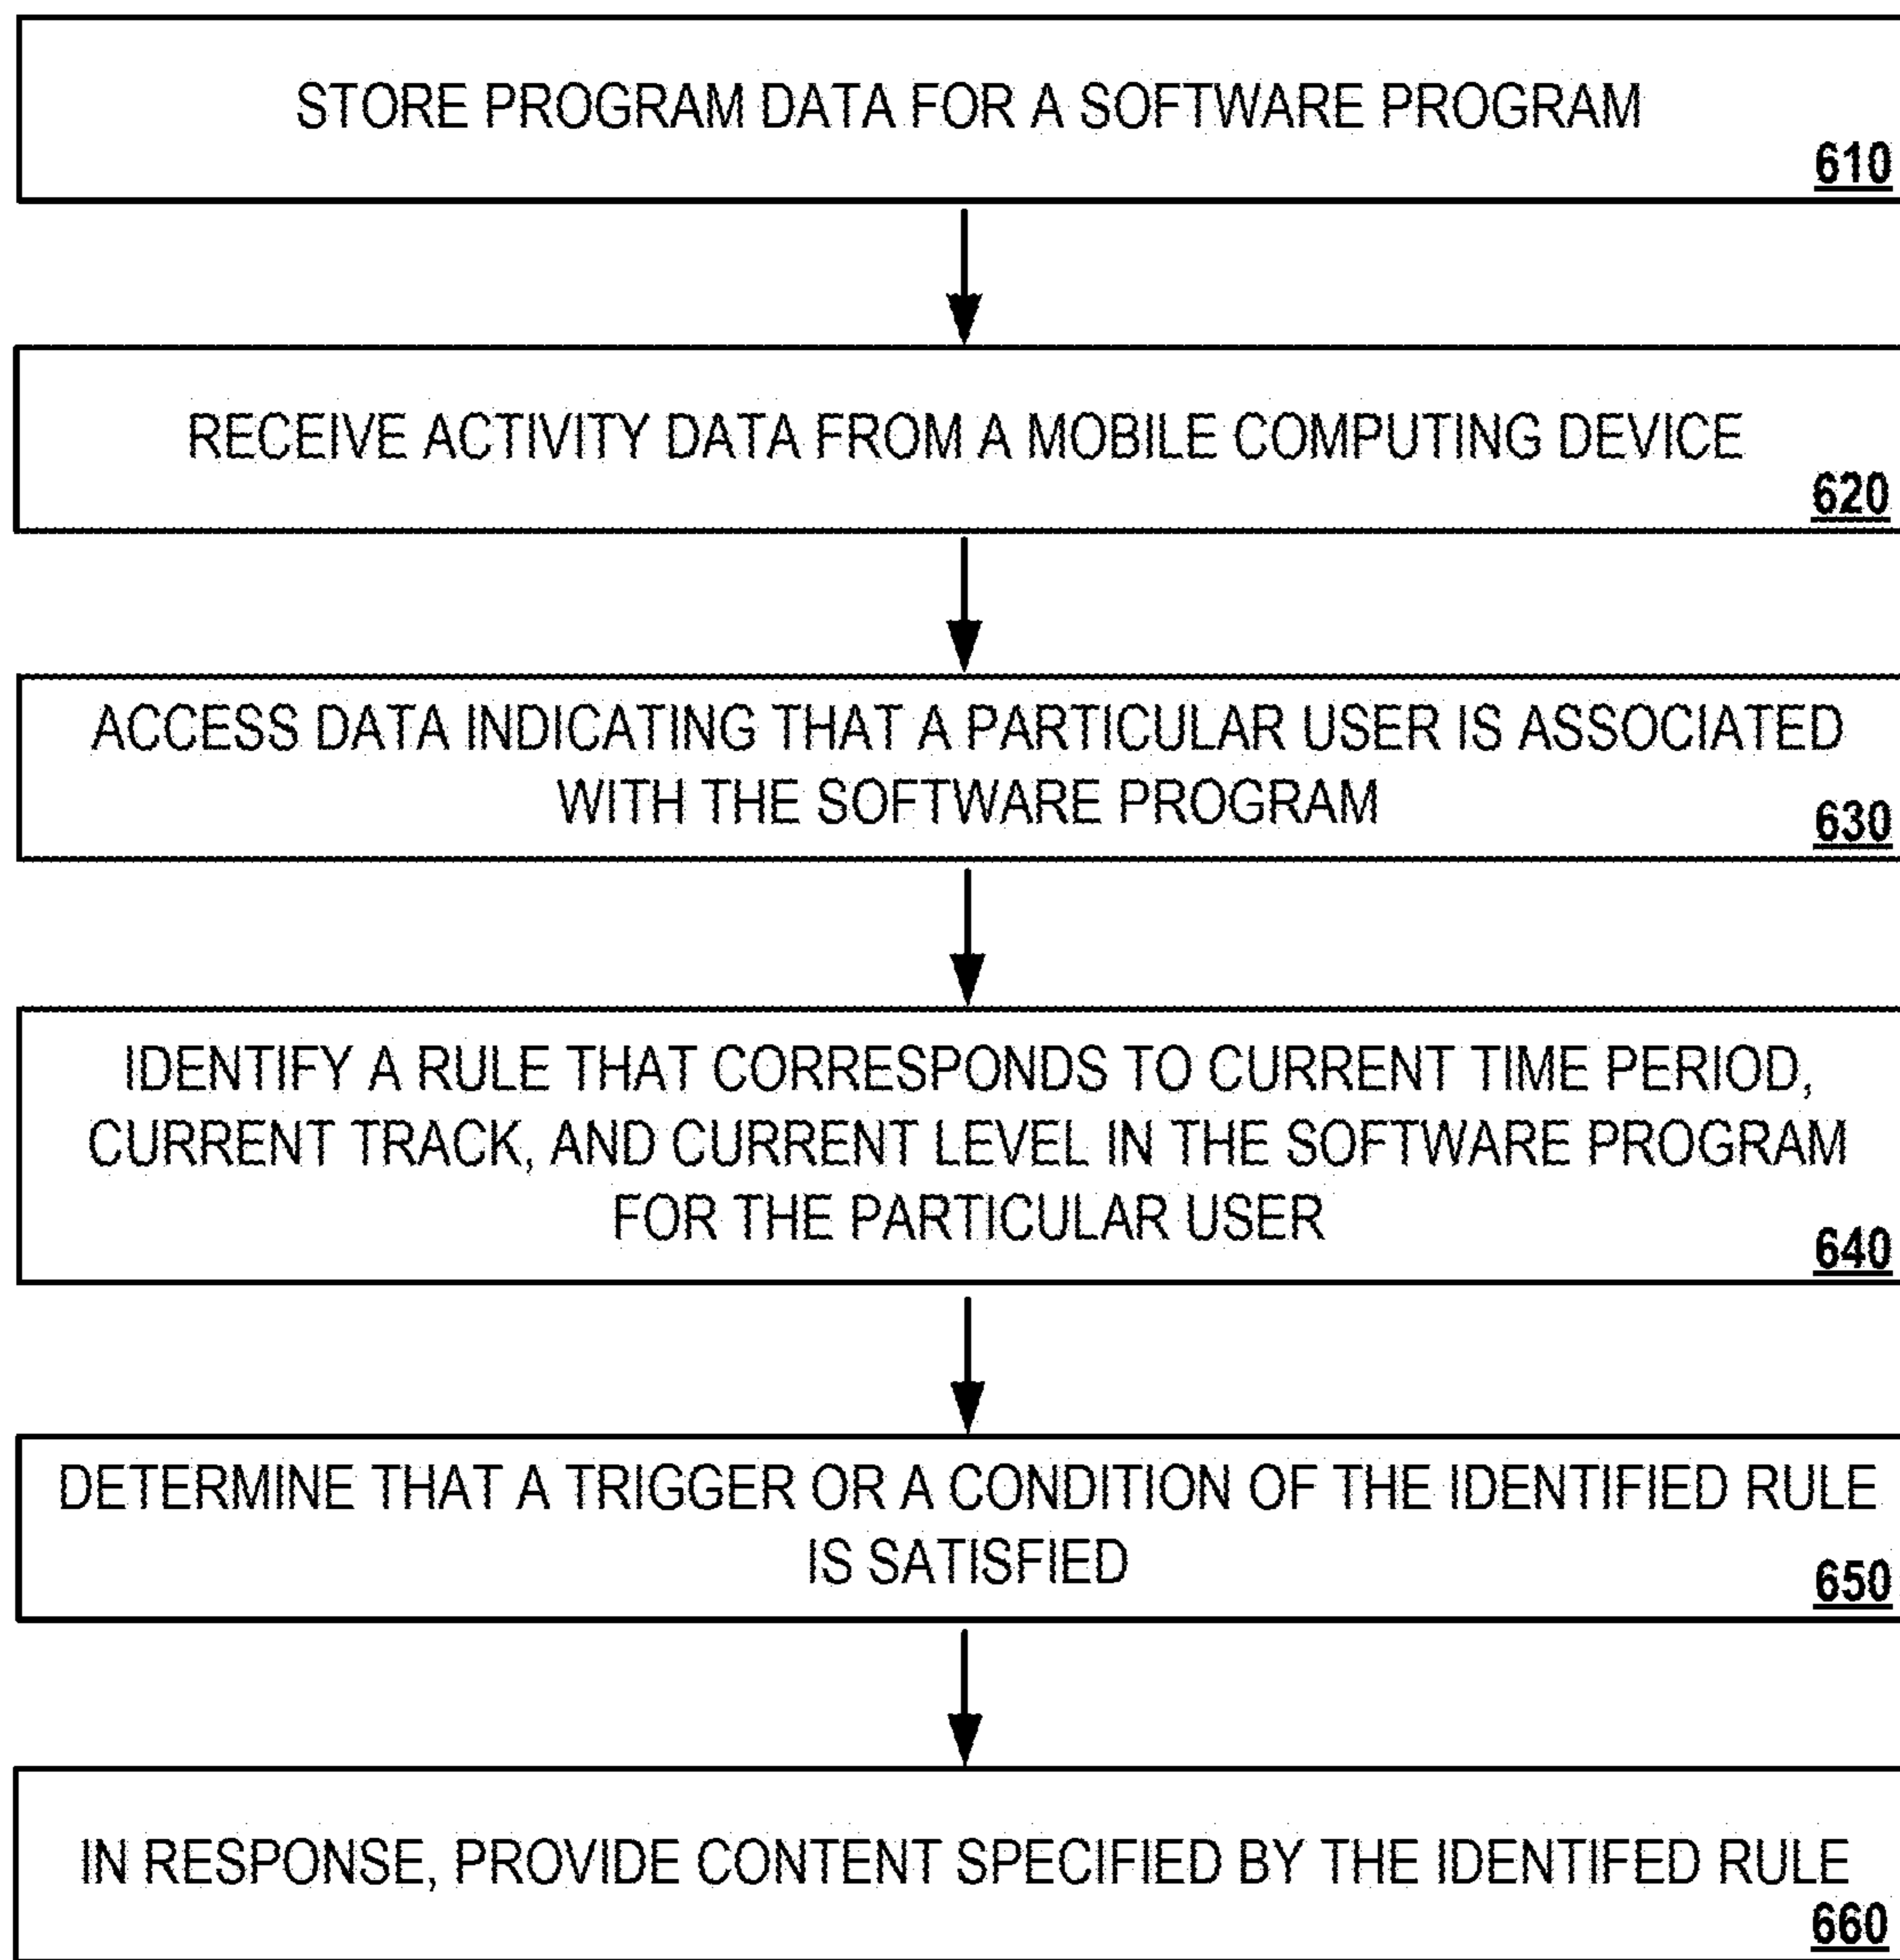 STORE PROGRAM DATA FOR A SOFTWARE PROGRAM
610
RECEIVE ACTIVITY DATA FROM A MOBILE COMPUTING DEVICE
620
ACCESS DATA INDICATING THAT A PARTICULAR USER IS ASSOCIATED
WITH THE SOFTWARE PROGRAM
630
IDENTIFY A RULE THAT CORRESPONDS TO CURRENT TIME PERIOD,
CURRENT TRACK, AND CURRENT LEVEL IN THE SOFTWARE PROGRAM
FOR THE PARTICULAR USER
640
DETERMINE THAT A TRIGGER OR A CONDITION OF THE IDENTIFIED RULE
IS SATISFIED
650
IN RESPONSE, PROVIDE CONTENT SPECIFIED BY THE IDENTIFED RULE
660